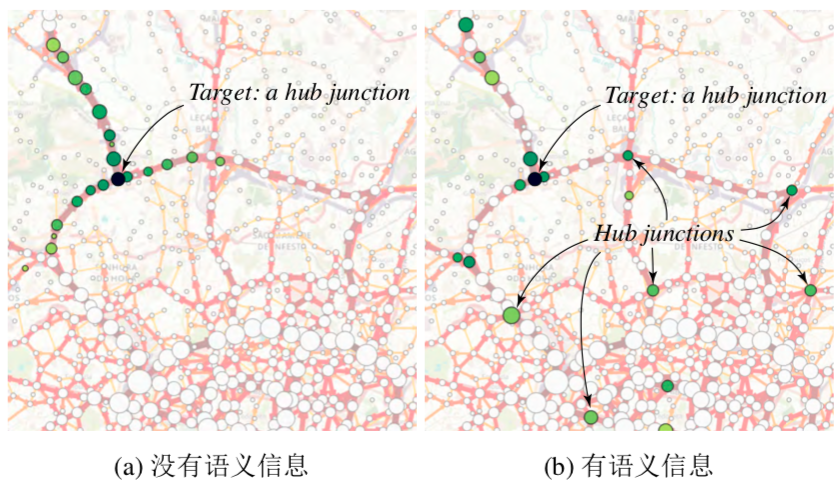 Target: a hub junction
Target: a hub junction
Hub junctions
(a) 没有语义信息
(b) 有语义信息